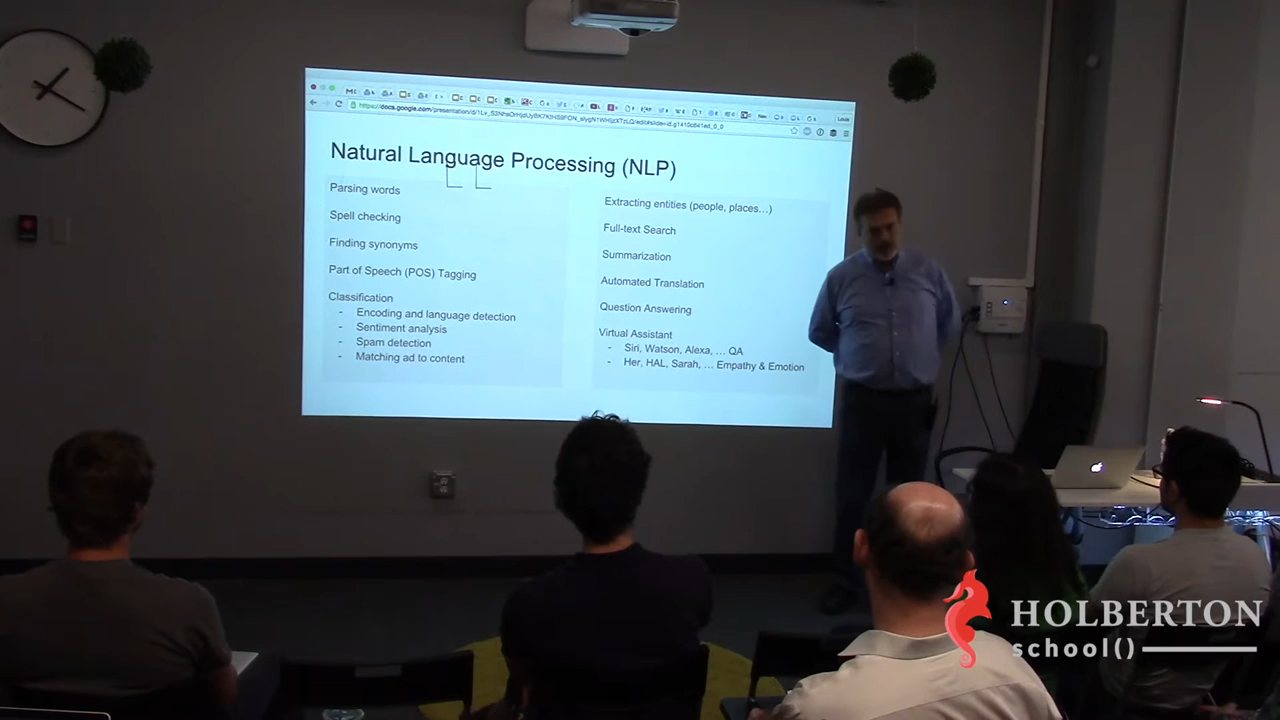 Natural Language Processing (NLP)
Parsing words
Spell checking
Finding synonyms
Part of Speech (POS) Tagging
Classification
- Encoding and language detection
- Sentiment analysis
- Spam detection
- Matching ad to content
Extracting entities (people, places…)
Full-text Search
Summarization
Automated Translation
Question Answering
Virtual Assistant
- Siri, Watson, Alexa, … QA
- Her, HAL, Sarah, … Empathy & Emotion
HOLBERTON
school()